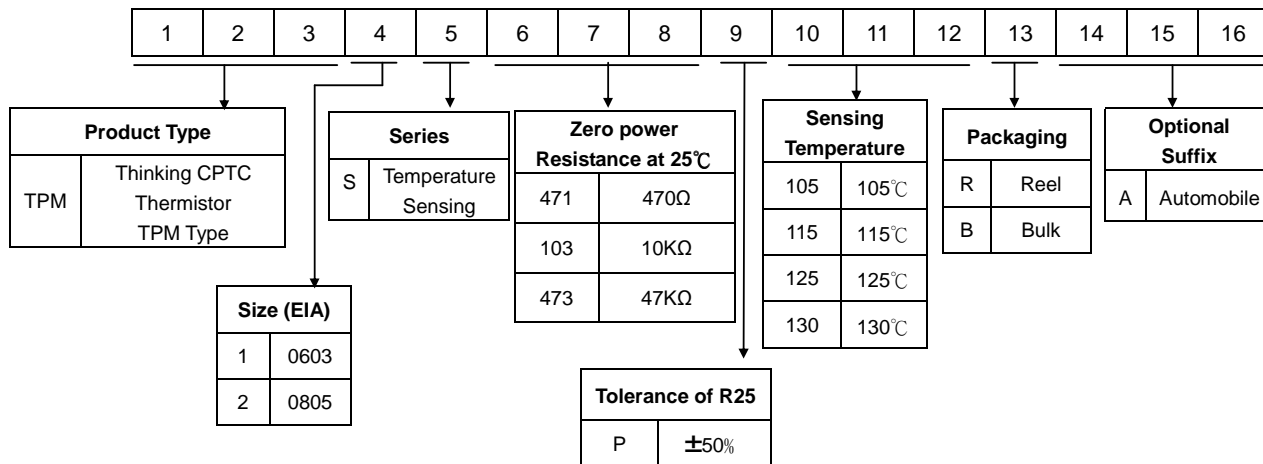 1 2 3 4 5 6 7 8 9 10 11 12 13 14 15 16
Product Type
TPM Thinking CPTC
Thermistor
TPM Type
Size (EIA)
1 0603
2 0805
Series
S Temperature
Sensing
Zero power
Resistance at 25℃
471 470Ω
103 10KΩ
473 47KΩ
Tolerance of R25
P ±50%
Sensing
Temperature
105 105℃
115 115℃
125 125℃
130 130℃
Packaging
R Reel
B Bulk
Optional
Suffix
A Automobile